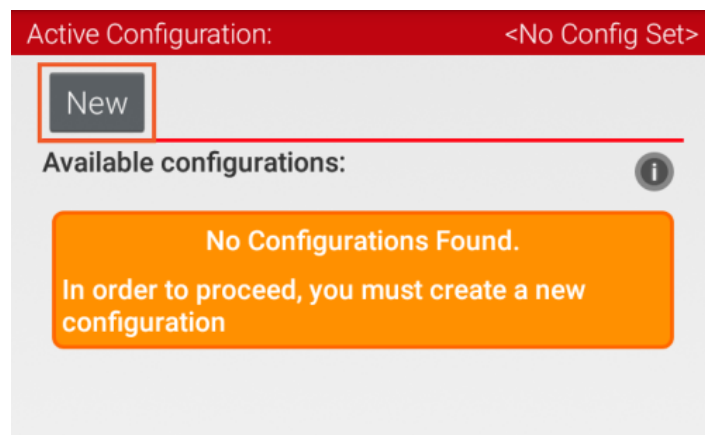 Active Configuration: <No Config Set>
New
Available configurations:
No Configurations Found.
In order to proceed, you must create a new
configuration